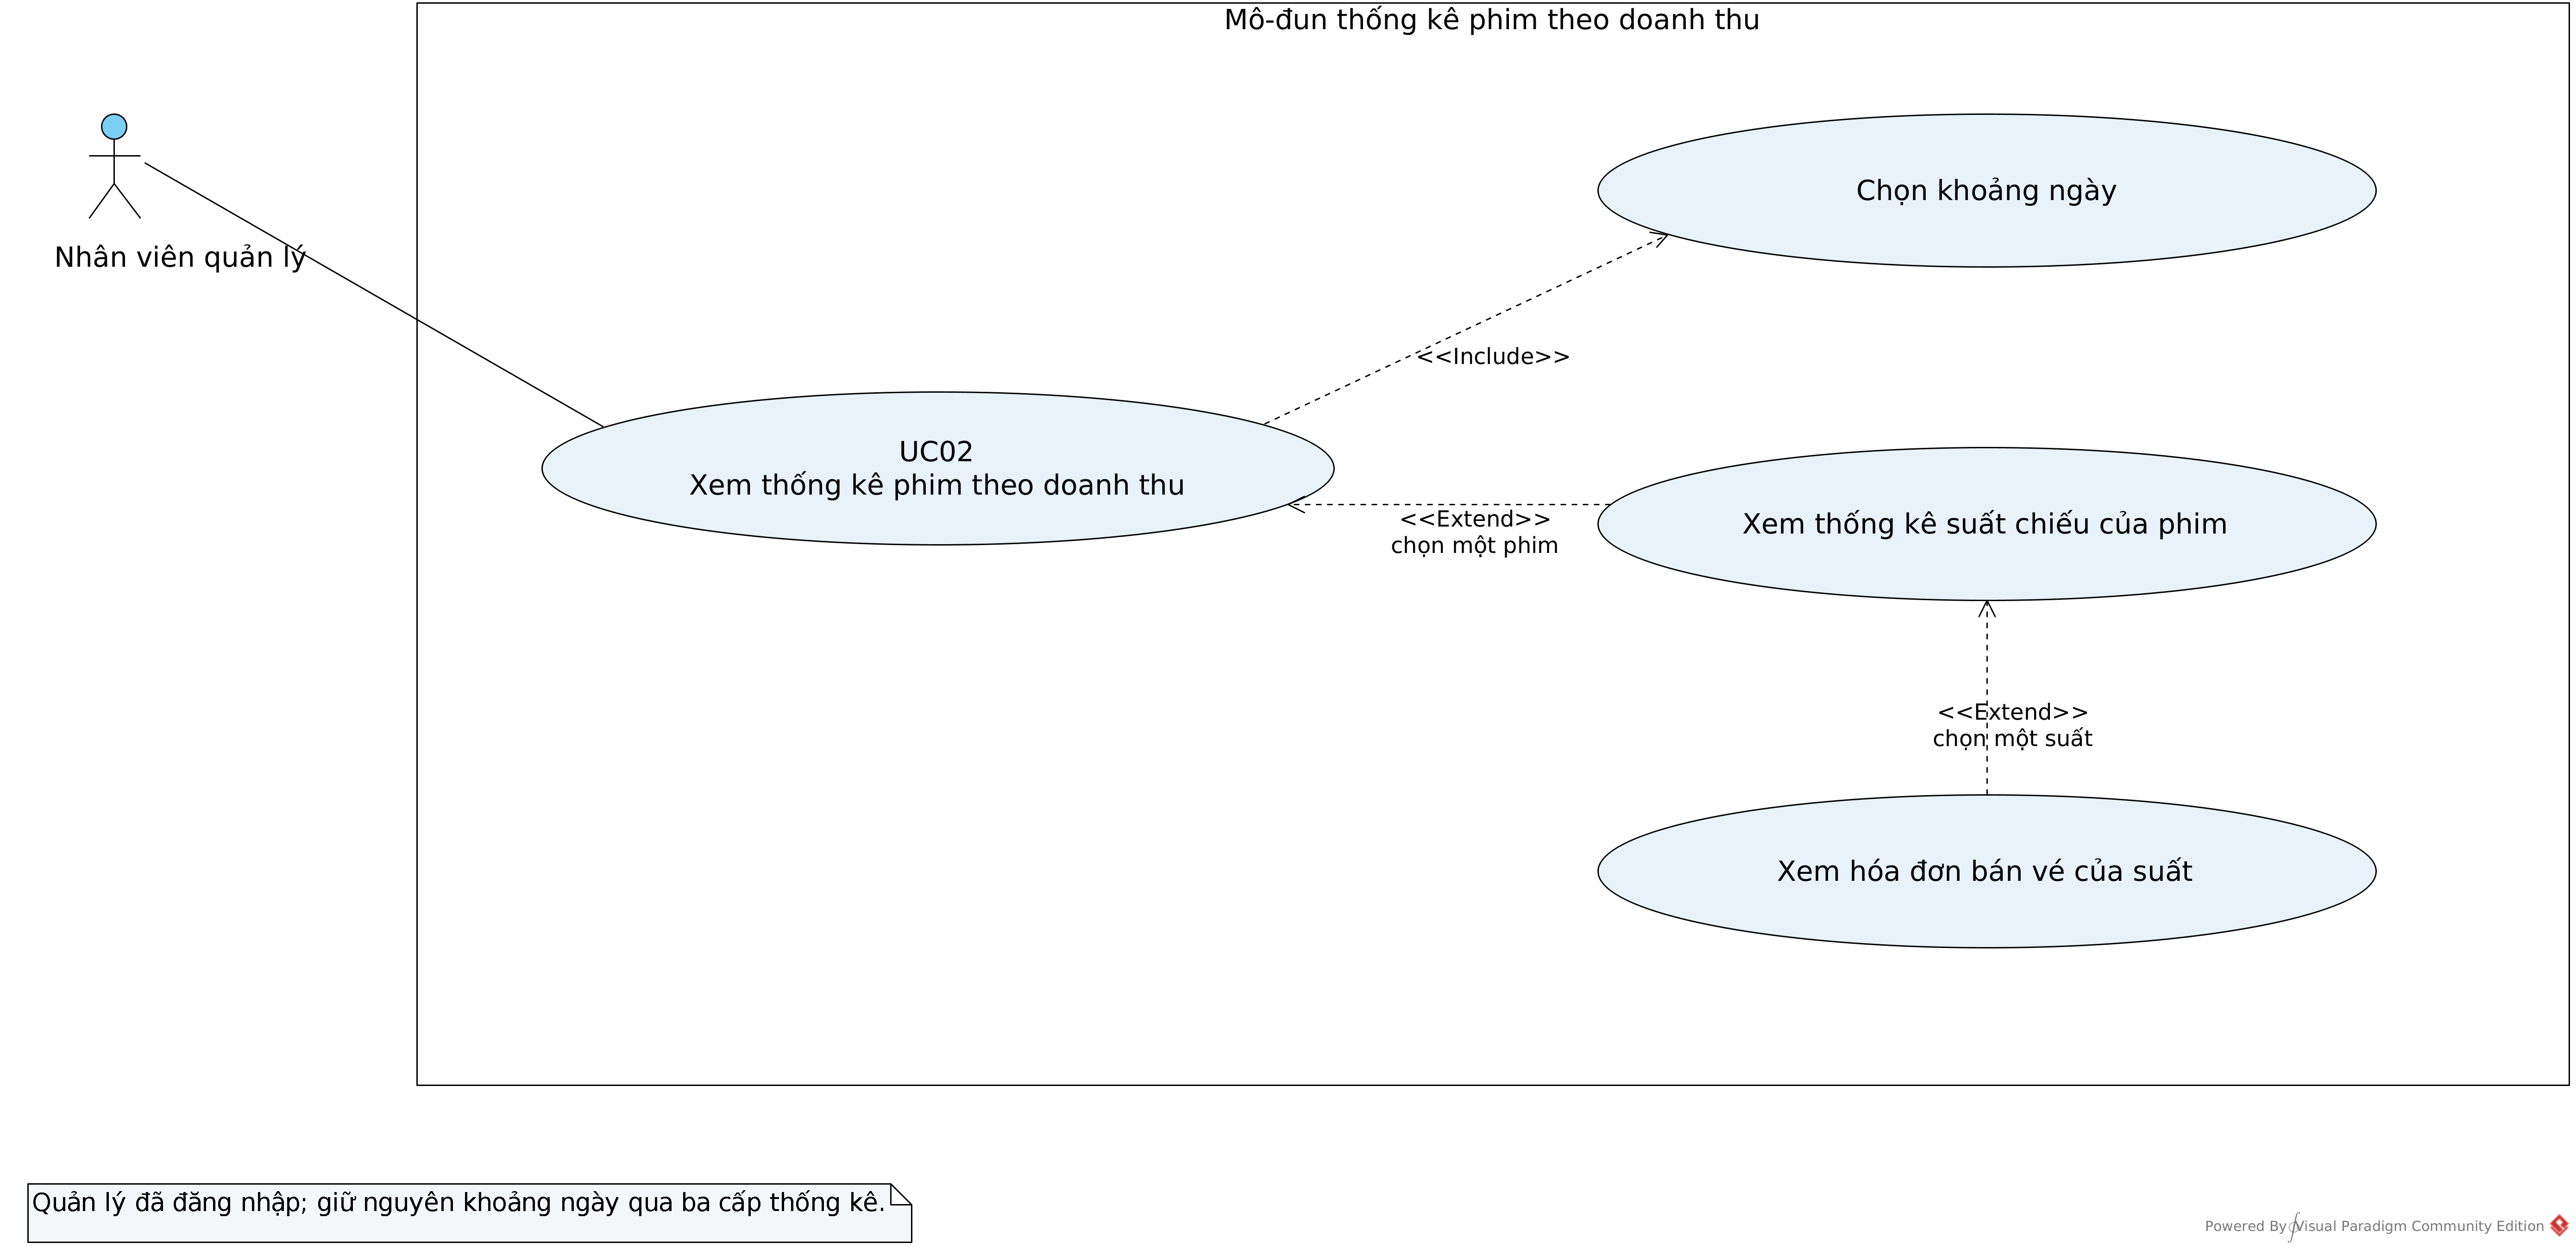 Mô-đun thống kê phim theo doanh thu
Nhân viên quản lý
Chọn khoảng ngày
<<Include>>
UC02
Xem thống kê phim theo doanh thu
<<Extend>>
chọn một phim
Xem thống kê suất chiếu của phim
<<Extend>>
chọn một suất
Xem hóa đơn bán vé của suất
Quản lý đã đăng nhập; giữ nguyên khoảng ngày qua ba cấp thống kê.
Powered By Visual Paradigm Community Edition